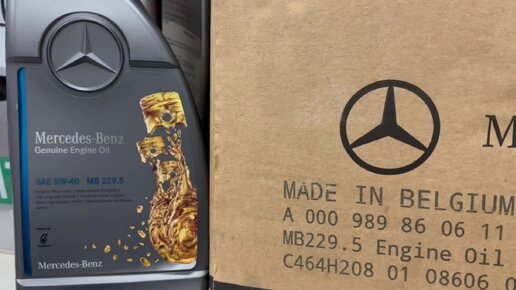 Mercedes-Benz
Genuine Engine Oil
SAE 5W-40 MB 229.5
Mercedes-Benz
M
MADE IN BELGIUM
A 000 989 86 06 11
MB229.5 Engine Oil
C464H208 01 08606 0